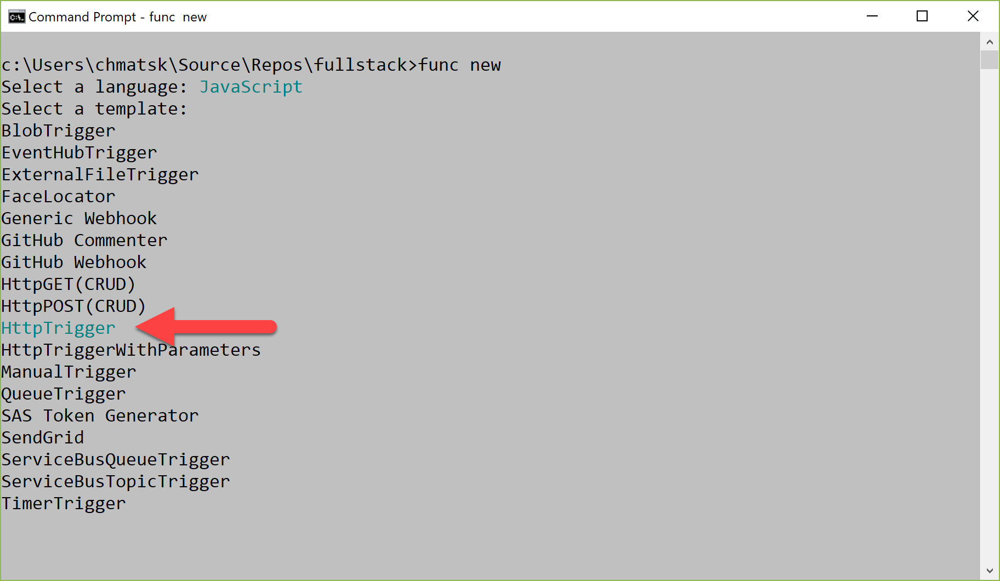 Command Prompt - func  new
c:\Users\chmatsk\Source\Repos\fullstack>func new
Select a language: JavaScript
Select a template:
BlobTrigger
EventHubTrigger
ExternalFileTrigger
FaceLocator
Generic Webhook
GitHub Commenter
GitHub Webhook
HttpGET(CRUD)
HttpPOST(CRUD)
HttpTrigger
HttpTriggerWithParameters
ManualTrigger
QueueTrigger
SAS Token Generator
SendGrid
ServiceBusQueueTrigger
ServiceBusTopicTrigger
TimerTrigger